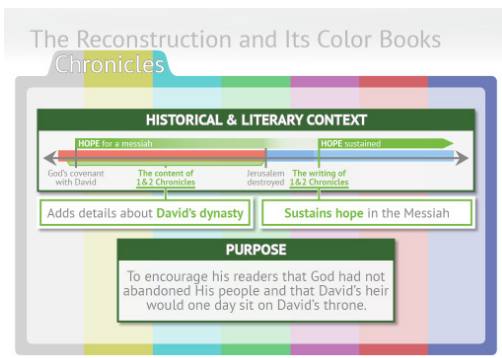 The Reconstruction and Its Color Books
Chronicles
HISTORICAL & LITERARY CONTEXT
HOPE for a messiah
HOPE sustained
God's covenant
with David
The content of
1&2 Chronicles
Jerusalem
destroyed
The writing of
1&2 Chronicles
Adds details about David's dynasty
Sustains hope in the Messiah
PURPOSE
To encourage his readers that God had not
abandoned His people and that David's heir
would one day sit on David's throne.